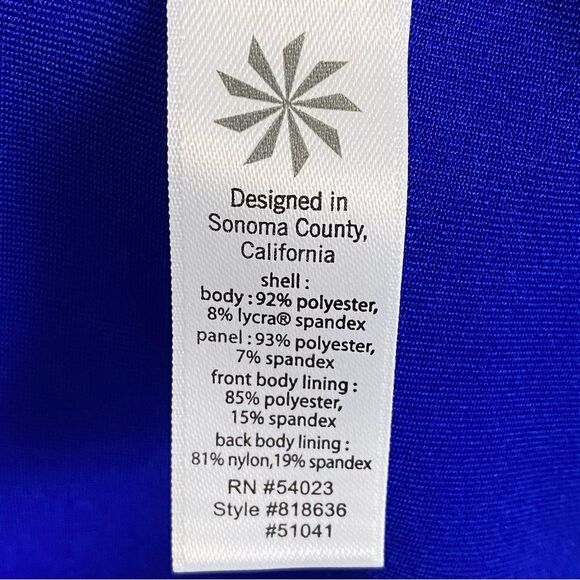 Designed in
Sonoma County,
California
shell :
body : 92% polyester,
8% lycra® spandex
panel : 93% polyester,
7% spandex
front body lining :
85% polyester,
15% spandex
back body lining :
81% nylon,19% spandex
RN #54023
Style #818636
#51041